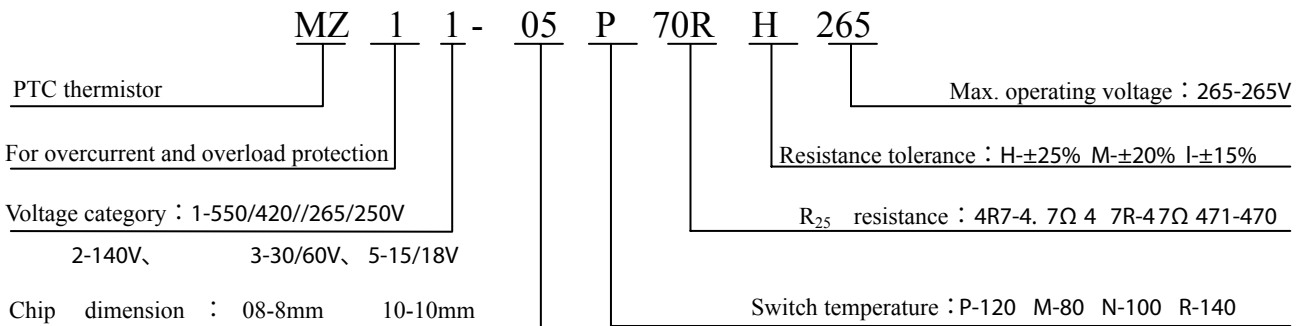 MZ 1 1- 05 P 70R H 265
PTC thermistor
Max. operating voltage：265-265V
For overcurrent and overload protection
Resistance tolerance：H-±25% M-±20% I-±15%
Voltage category：1-550/420//265/250V
R25 resistance：4R7-4. 7Ω 4 7R-47Ω 471-470
2-140V、 3-30/60V、 5-15/18V
Chip dimension ： 08-8mm 10-10mm
Switch temperature：P-120 M-80 N-100 R-140